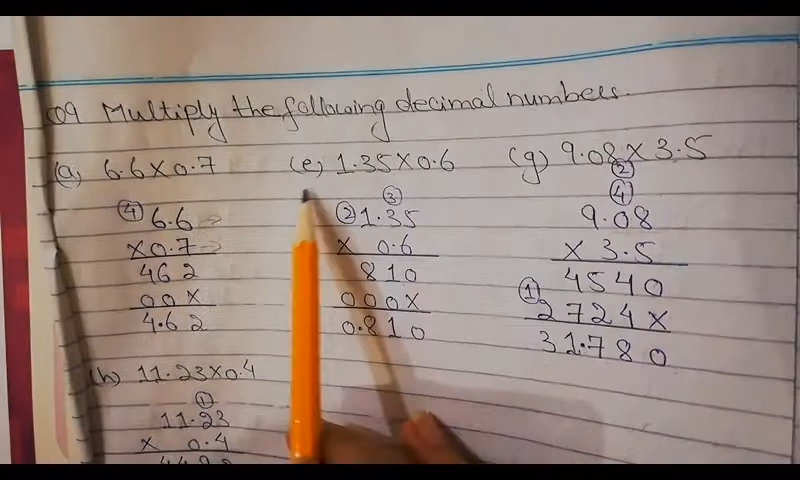 Q9 Multiply the following decimal numbers.
(a) 6.6 X 0.7 (e) 1.35 X 0.6 (g) 9.08 X 3.5
④ 6.6
X 0.7
462
00 X
4.62
③
② 1.35
X 0.6
810
000X
0.810
②
④
9.08
X 3.5
4540
① 2724 X
31.780
(h) 11.23 X 0.4
①
11.23
X 0.4